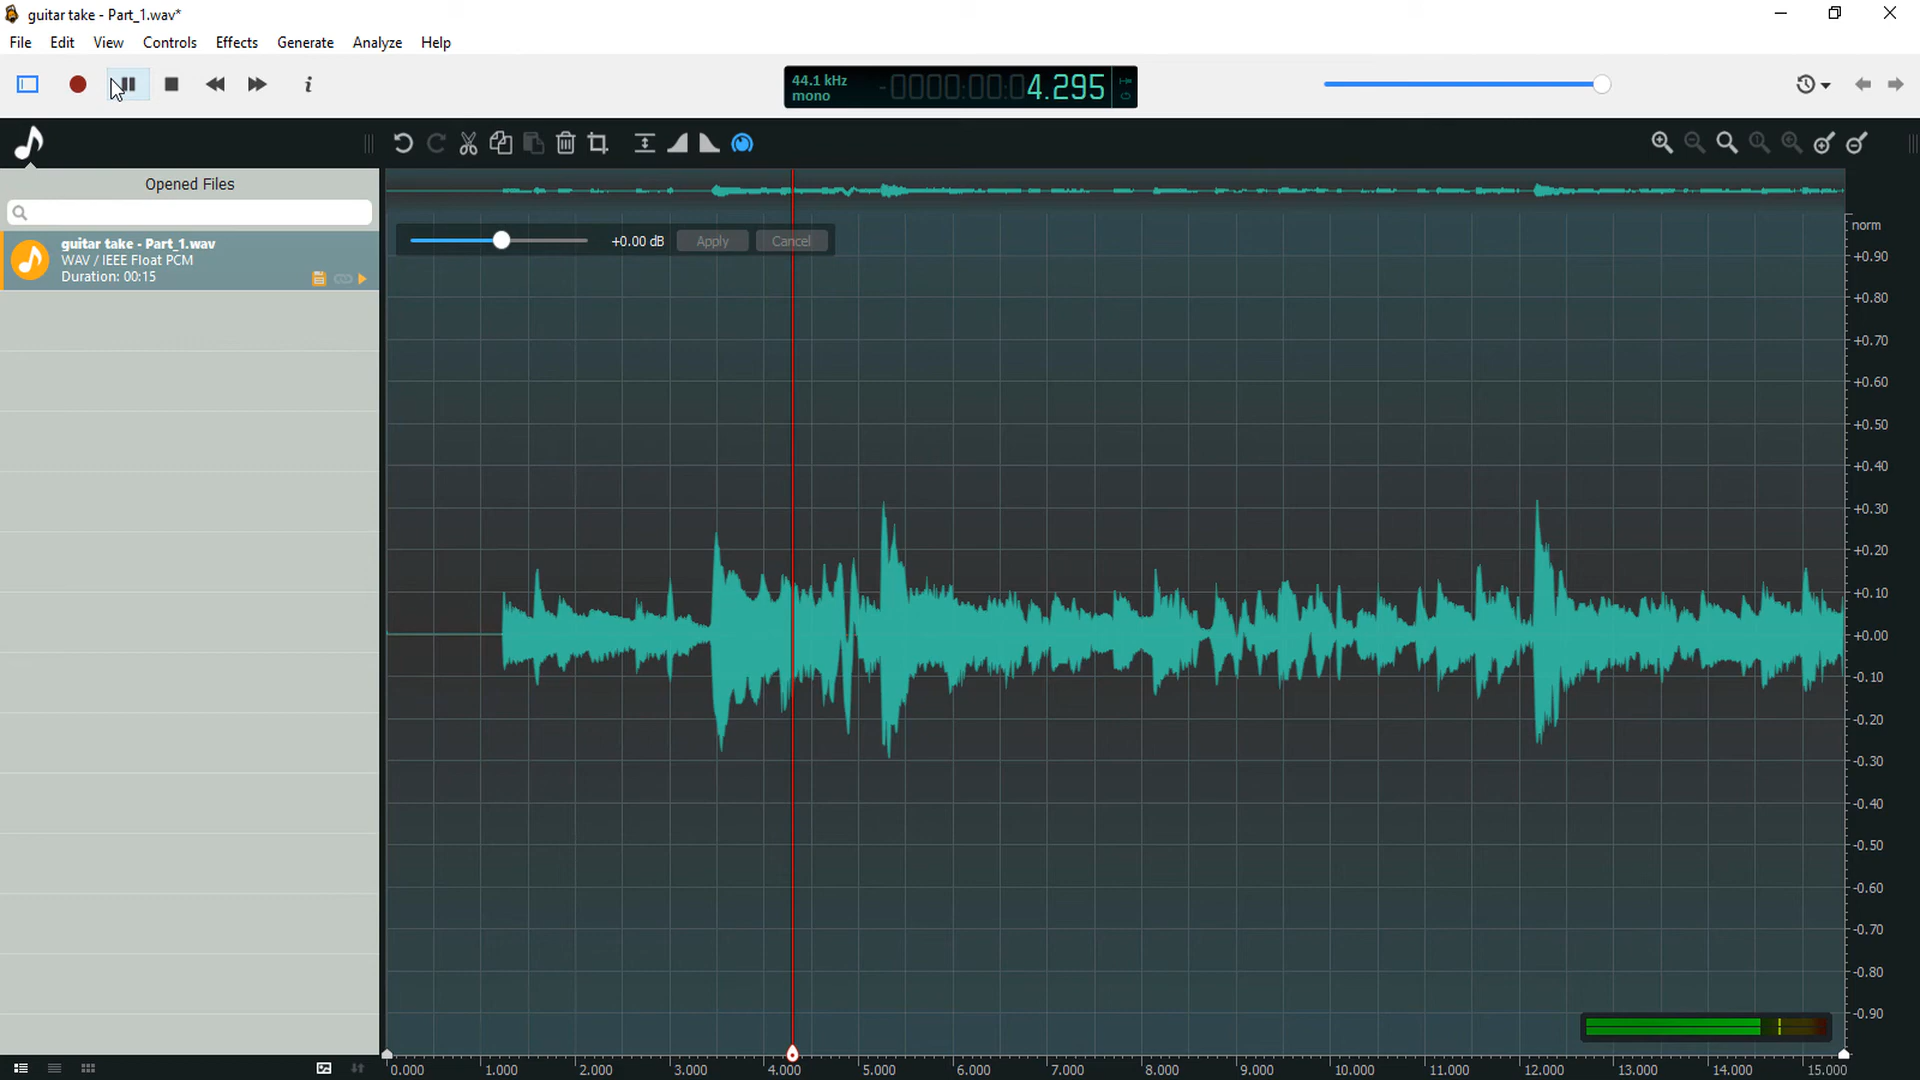 guitar take - Part_1.wav*
File Edit View Controls Effects Generate Analyze Help
44.1 kHz
mono
-0000:00:04.295
Opened Files
guitar take - Part_1.wav
WAV / IEEE Float PCM
Duration: 00:15
+0.00 dB Apply Cancel
norm
+0.90
+0.80
+0.70
+0.60
+0.50
+0.40
+0.30
+0.20
+0.10
+0.00
-0.10
-0.20
-0.30
-0.40
-0.50
-0.60
-0.70
-0.80
-0.90
0.000 1.000 2.000 3.000 4.000 5.000 6.000 7.000 8.000 9.000 10.000 11.000 12.000 13.000 14.000 15.000